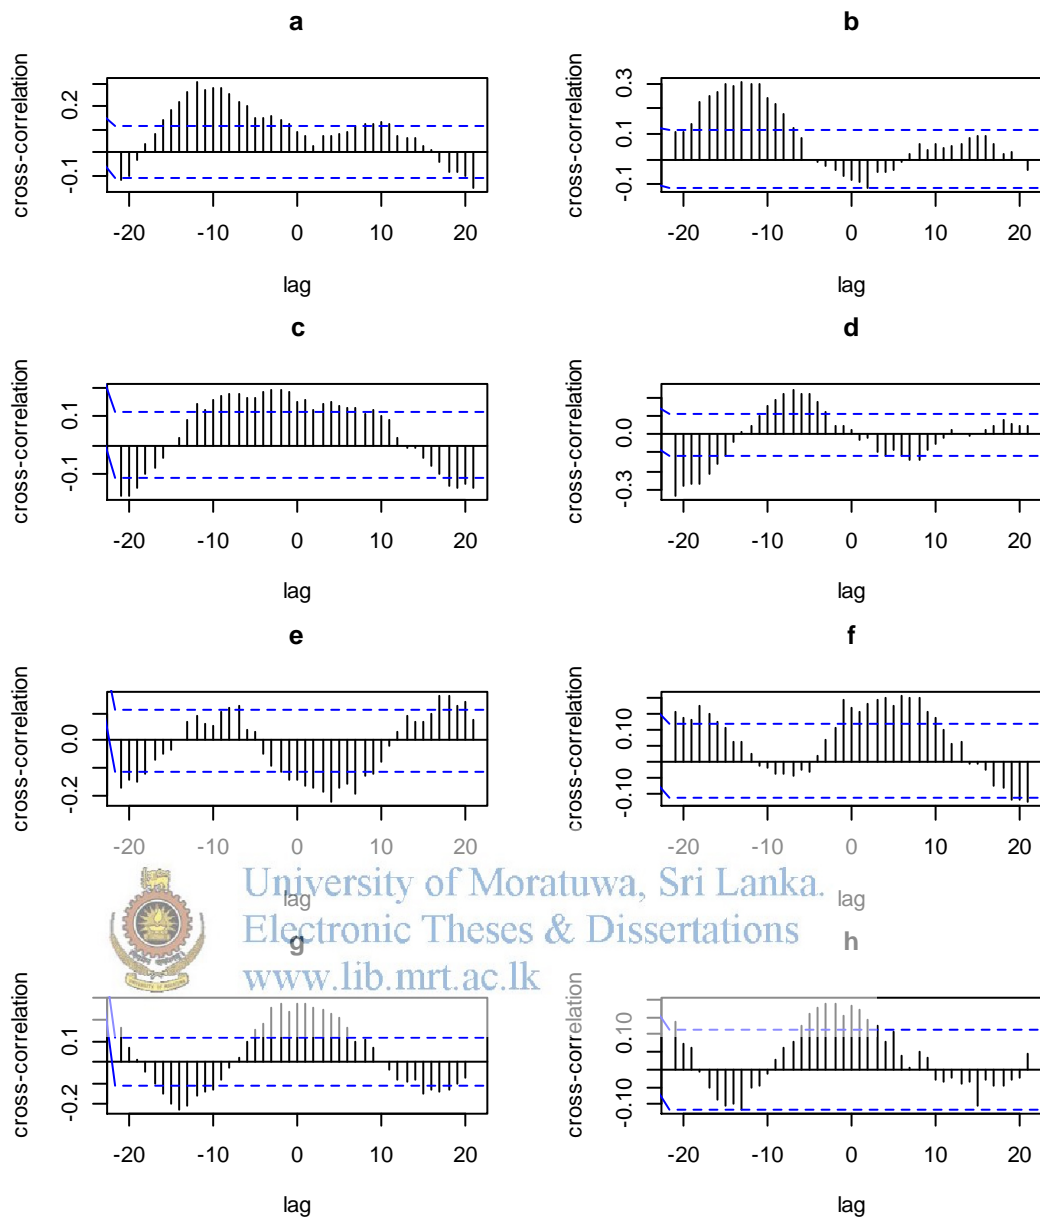 a
cross-correlation
0.2
-0.1
-20 -10 0 10 20
lag
b
cross-correlation
0.3
0.1
-0.1
-20 -10 0 10 20
lag
c
cross-correlation
0.1
-0.1
-20 -10 0 10 20
lag
d
cross-correlation
0.0
-0.3
-20 -10 0 10 20
lag
e
cross-correlation
0.0
-0.2
-20 -10 0 10 20
lag
f
cross-correlation
0.10
-0.10
-20 -10 0 10 20
lag
University of Moratuwa, Sri Lanka.
Electronic Theses & Dissertations
www.lib.mrt.ac.lk
g
cross-correlation
0.1
-0.2
-20 -10 0 10 20
lag
h
cross-correlation
0.10
-0.10
-20 -10 0 10 20
lag